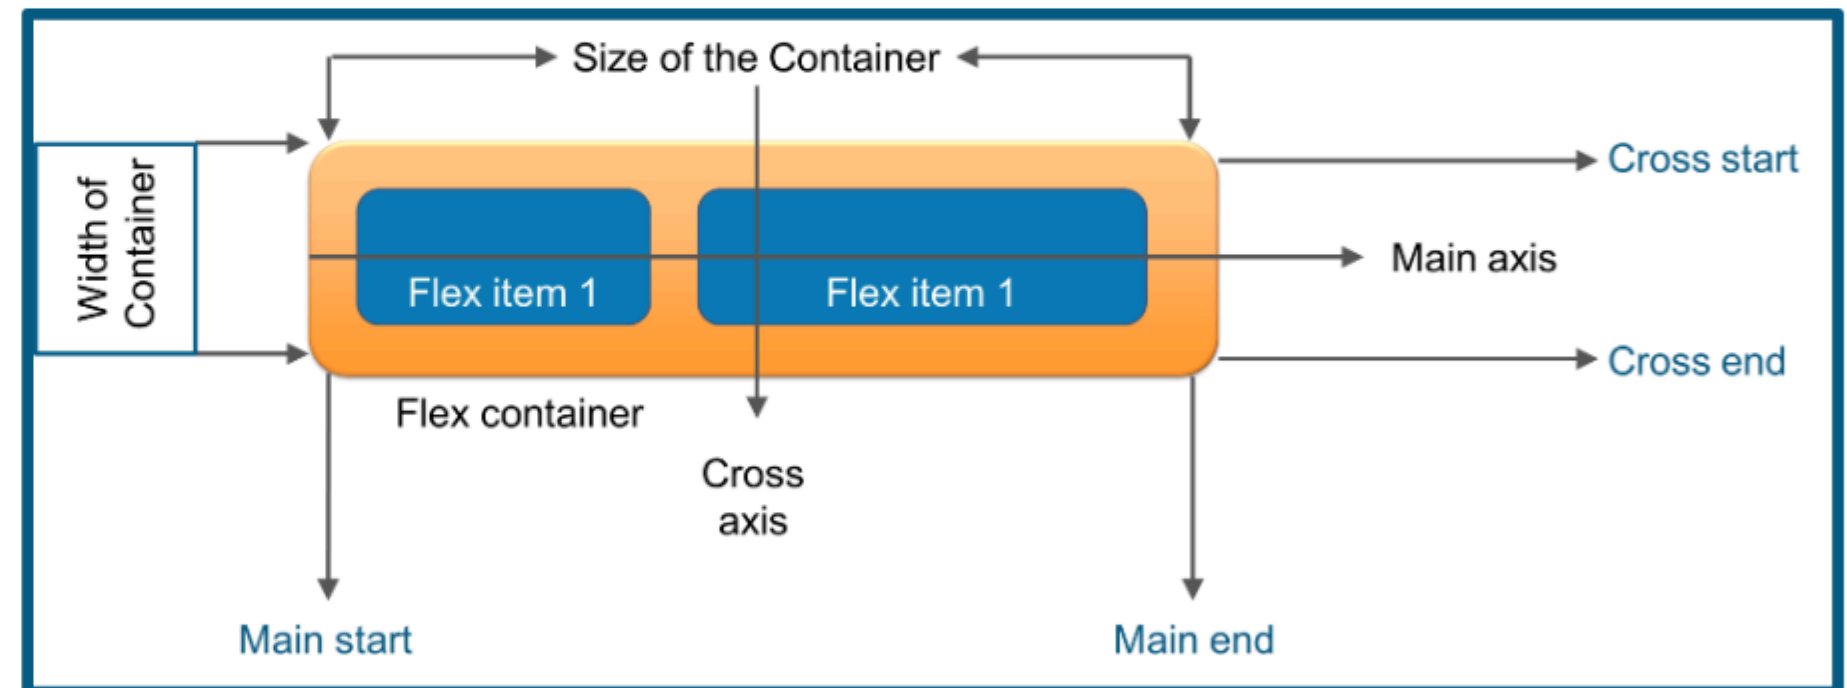 Size of the Container
Width of
Container
Cross start
Main axis
Flex item 1
Flex item 1
Cross end
Flex container
Cross
axis
Main start
Main end